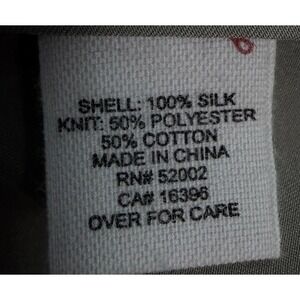 SHELL: 100% SILK
KNIT: 50% POLYESTER
50% COTTON
MADE IN CHINA
RN# 52002
CA# 16396
OVER FOR CARE